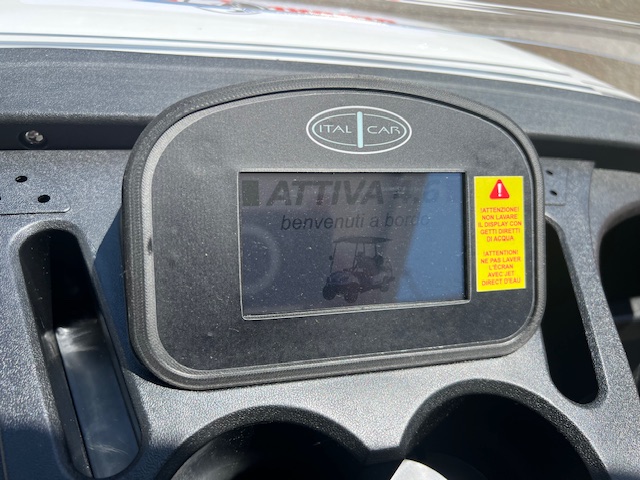 ITAL CAR
ATTIVA
benvenuti a bordo
!ATTENZIONE!
NON LAVARE
IL DISPLAY CON
GETTI DIRETTI
DI ACQUA
!ATTENTION!
NE PAS LAVER
L'ÉCRAN
AVEC JET
DIRECT D'EAU